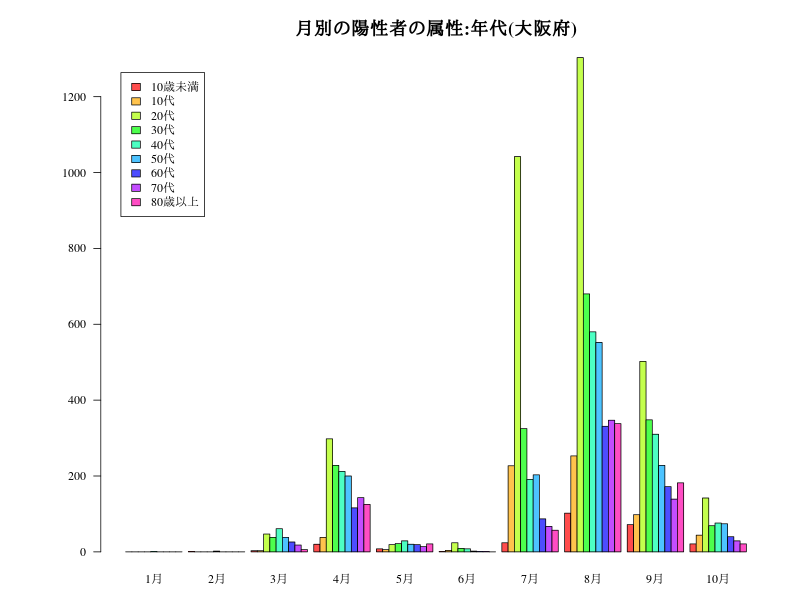 月別の陽性者の属性:年代(大阪府)
10歳未満
10代
20代
30代
40代
50代
60代
70代
80歳以上
1200
1000
800
600
400
200
0
1月 2月 3月 4月 5月 6月 7月 8月 9月 10月